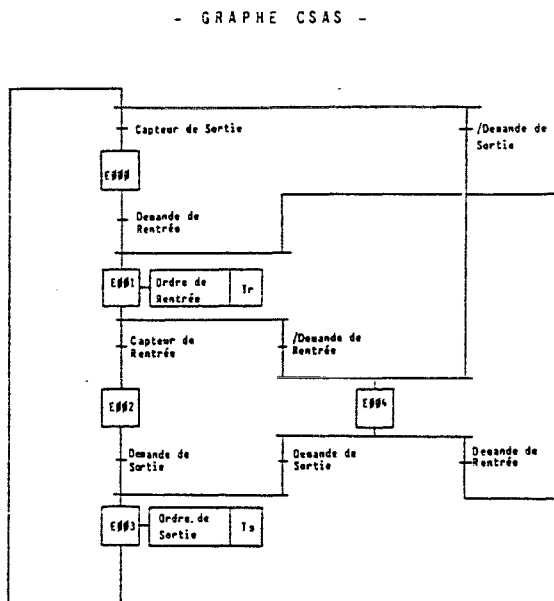 - GRAPHE CSAS -
Capteur de Sortie
/Demande de
Sortie
E000
Demande de
Rentrée
E001
Ordre de
Rentrée
Tr
Capteur de
Rentrée
/Demande de
Rentrée
E002
E004
Demande de
Sortie
Demande de
Sortie
Demande de
Rentrée
E003
Ordre de
Sortie
Ts